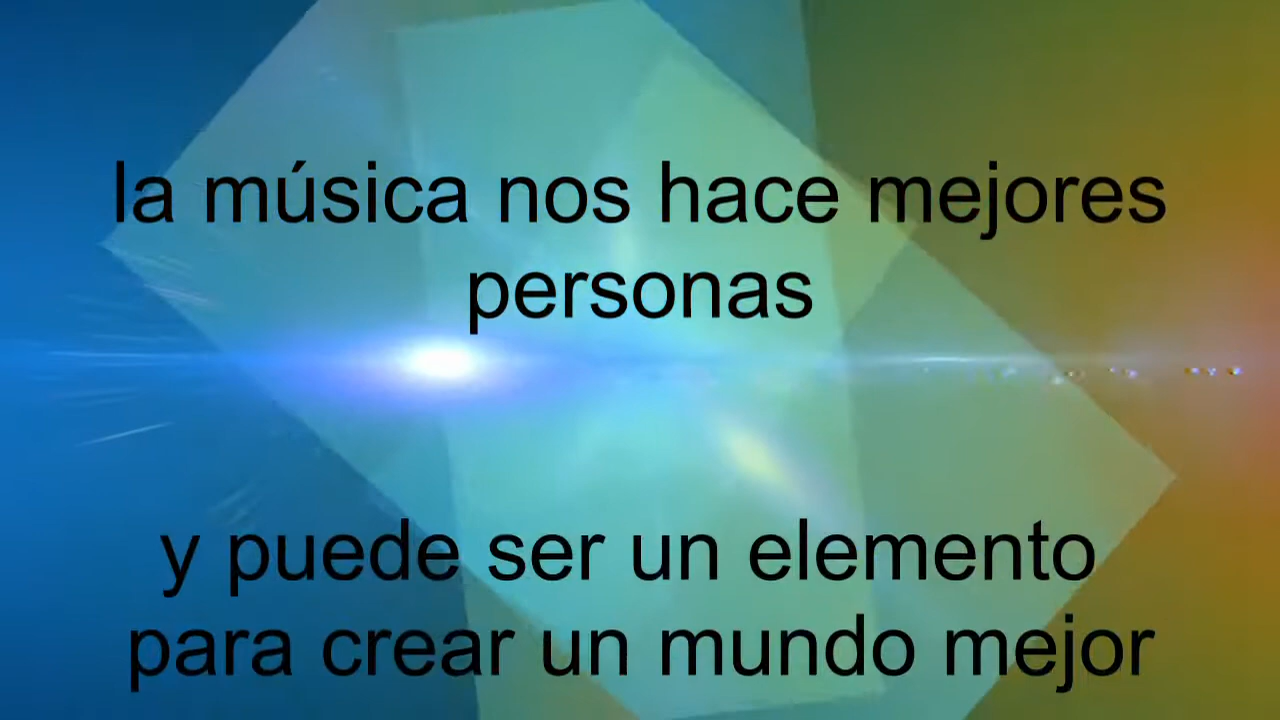 la música nos hace mejores
personas
y puede ser un elemento
para crear un mundo mejor